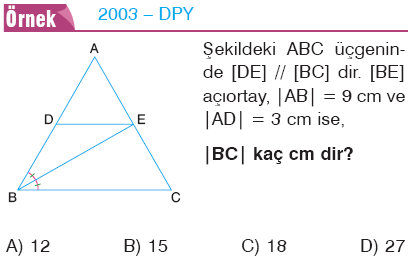 Örnek
2003 – DPY
Şekildeki ABC üçgenin-
de [DE] // [BC] dir. [BE]
açıortay, |AB| = 9 cm ve
|AD| = 3 cm ise,
|BC| kaç cm dir?
A
D
E
B
C
A) 12 B) 15 C) 18 D) 27